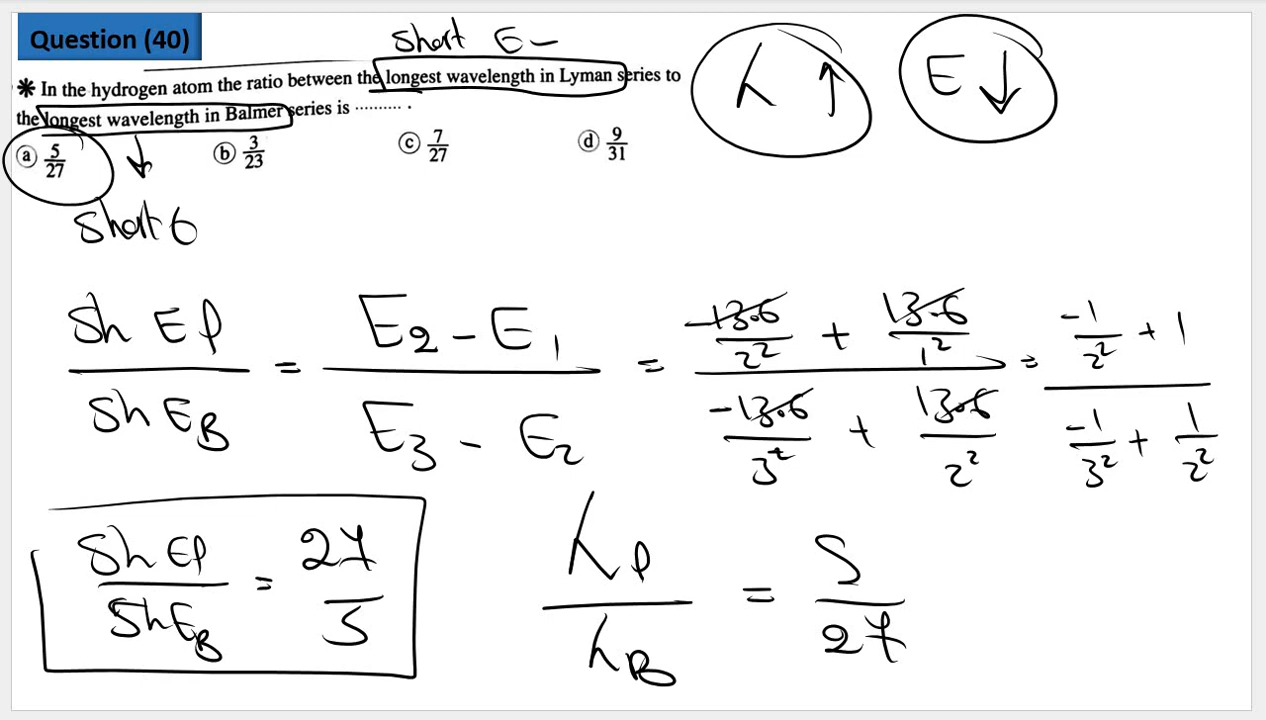 Question (40)
Short E
✱ In the hydrogen atom the ratio between the longest wavelength in Lyman series to
the longest wavelength in Balmer series is .......... .
ⓐ 5/27 ⓑ 3/23 ⓒ 7/27 ⓓ 9/31
λ ↑ E ↓
Short E
Sh El / Sh EB = E2 - E1 / E3 - E2 = -13.6/2² + 13.6/1² / -13.6/3² + 13.6/2² = -1/2² + 1 / -1/3² + 1/2²
Sh El / Sh EB = 27/5
λl / λB = 5/27